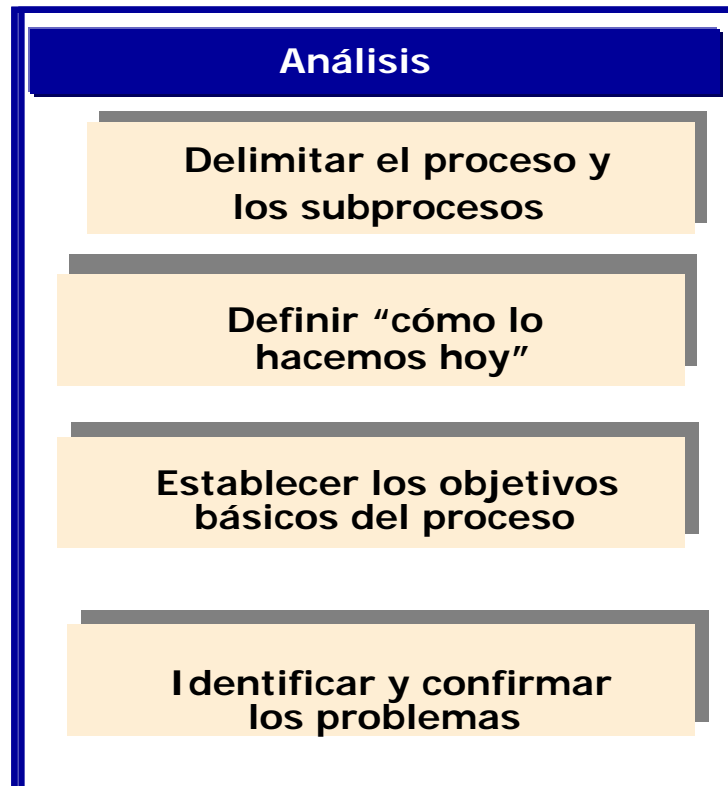 Análisis
Delimitar el proceso y
los subprocesos
Definir “cómo lo
hacemos hoy”
Establecer los objetivos
básicos del proceso
Identificar y confirmar
los problemas